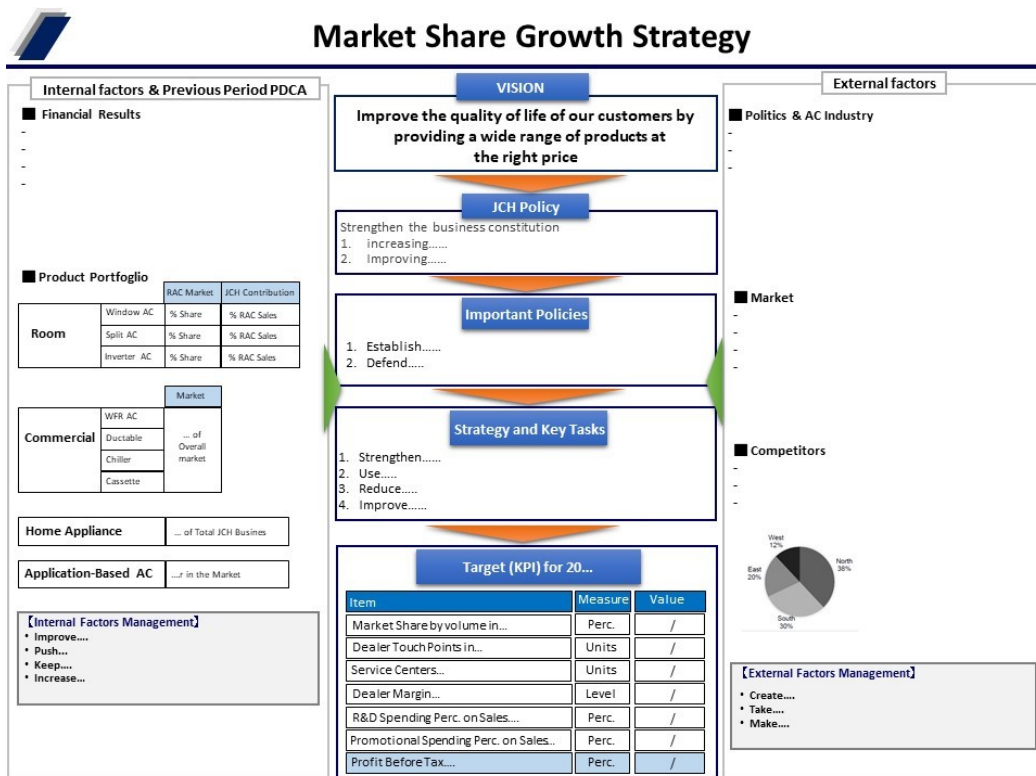 Market Share Growth Strategy
Internal factors & Previous Period PDCA
■ Financial Results
-
-
-
-
■ Product Portfoglio
RAC Market JCH Contribution
Room
Window AC % Share % RAC Sales
Split AC % Share % RAC Sales
Inverter AC % Share % RAC Sales
Market
Commercial
WFR AC
Ductable
Chiller
Cassette
... of
Overall
market
Home Appliance ... of Total JCH Busines
Application-Based AC ....r in the Market
【Internal Factors Management】
• Improve....
• Push...
• Keep....
• Increase...
VISION
Improve the quality of life of our customers by
providing a wide range of products at
the right price
JCH Policy
Strengthen the business constitution
1. increasing......
2. Improving......
Important Policies
1. Establish......
2. Defend.....
Strategy and Key Tasks
1. Strengthen......
2. Use.....
3. Reduce......
4. Improve......
Target (KPI) for 20...
Item Measure Value
Market Share by volume in... Perc. /
Dealer Touch Points in... Units /
Service Centers... Units /
Dealer Margin... Level /
R&D Spending Perc. on Sales.... Perc. /
Promotional Spending Perc. on Sales... Perc. /
Profit Before Tax.... Perc. /
External factors
■ Politics & AC Industry
-
-
-
■ Market
-
-
-
-
■ Competitors
-
-
-
West
12%
North
38%
East
20%
South
30%
【External Factors Management】
• Create....
• Take....
• Make....